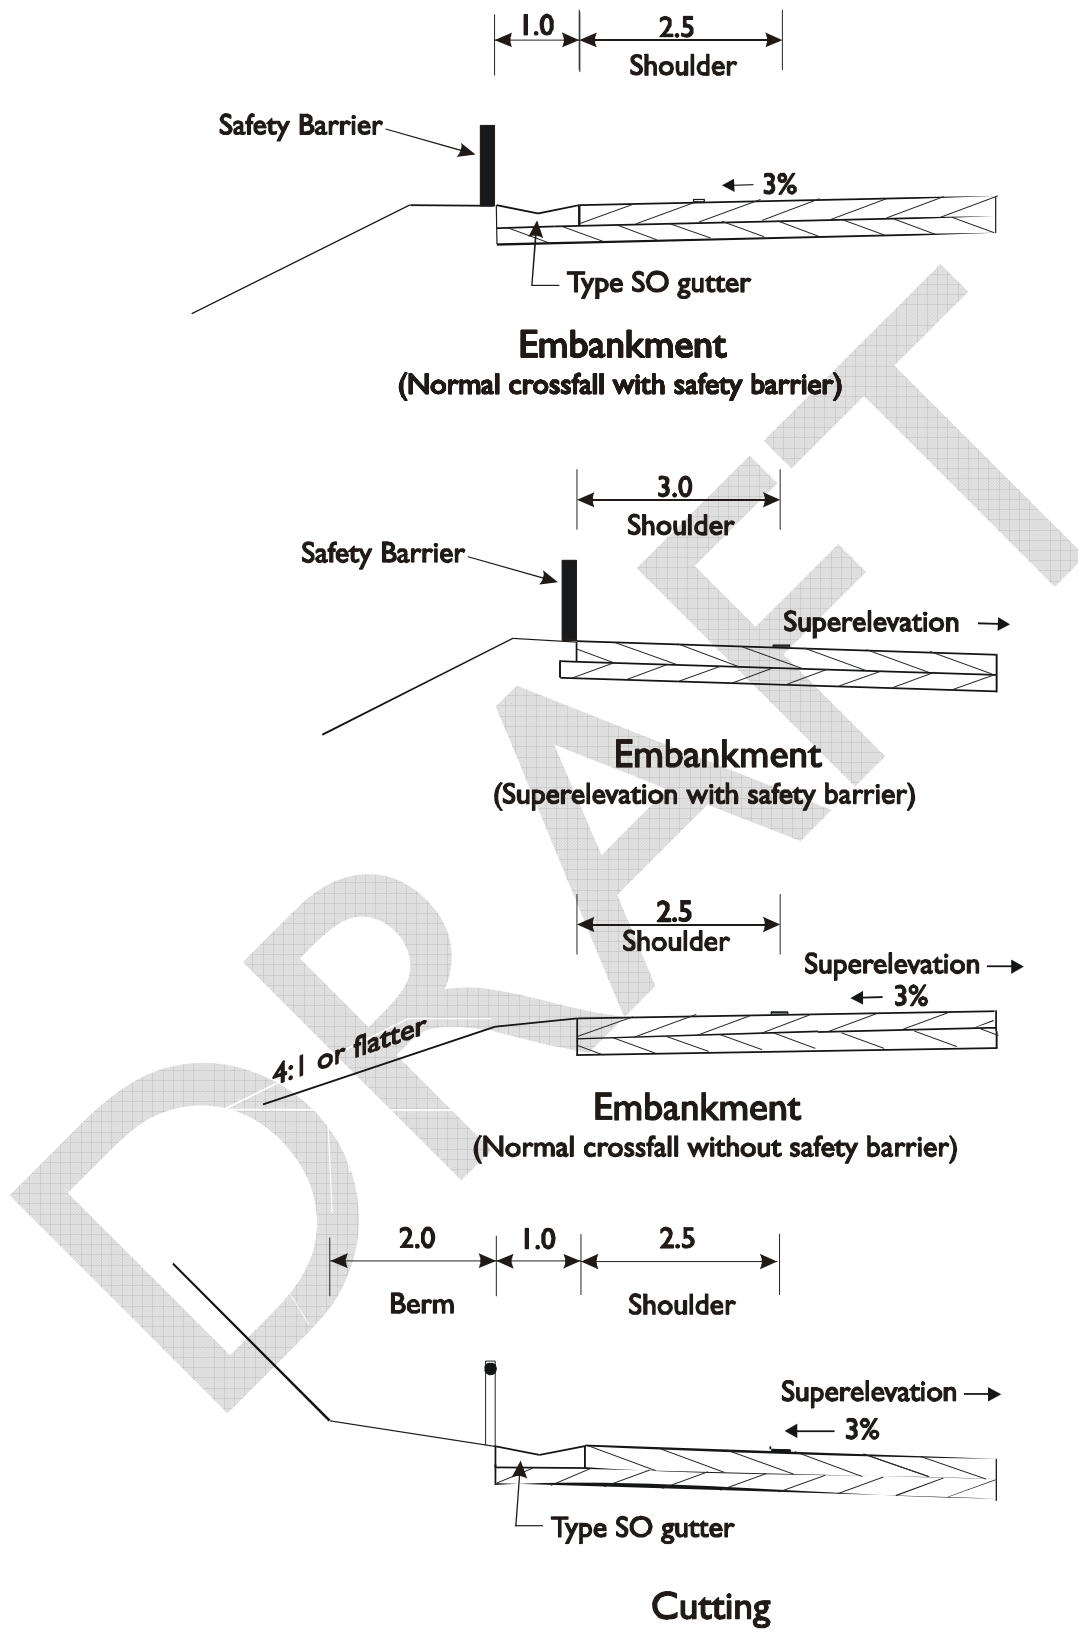 1.0 2.5
Shoulder
Safety Barrier
3%
Type SO gutter
Embankment
(Normal crossfall with safety barrier)
3.0
Shoulder
Safety Barrier
Superelevation
Embankment
(Superelevation with safety barrier)
2.5
Shoulder
Superelevation
3%
4:1 or flatter
Embankment
(Normal crossfall without safety barrier)
2.0 1.0 2.5
Berm Shoulder
Superelevation
3%
Type SO gutter
Cutting
DRAFT